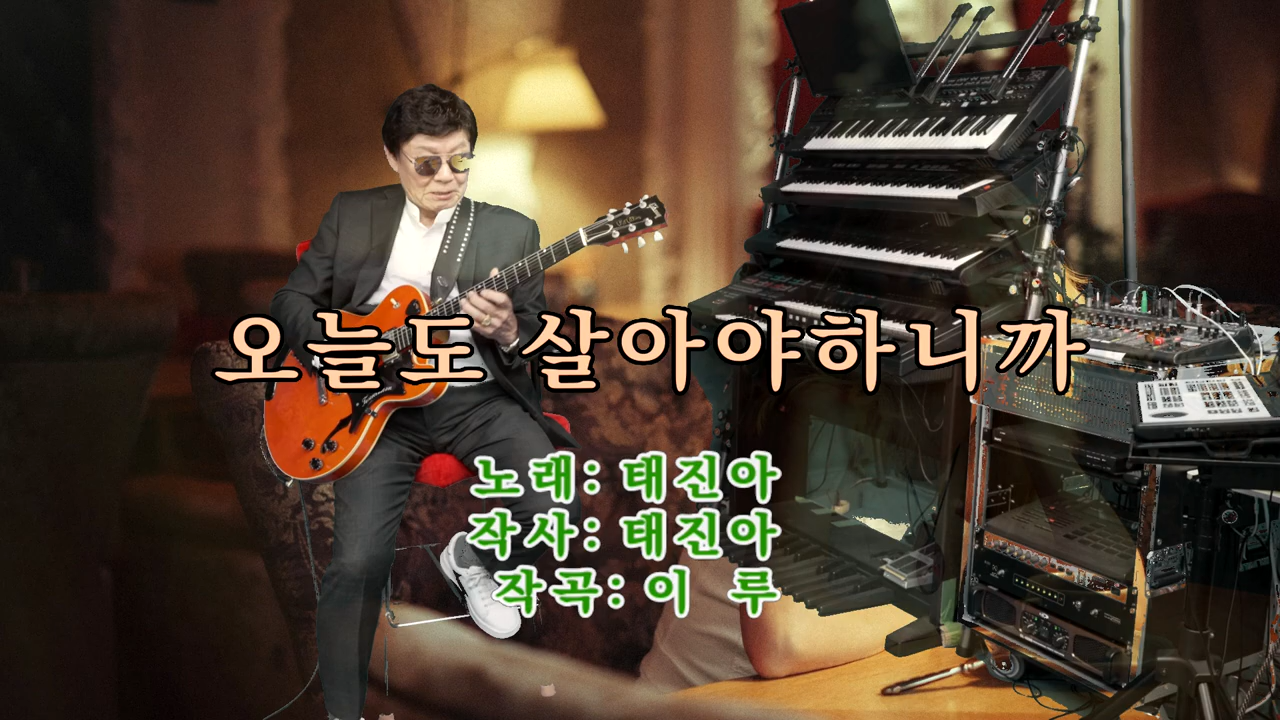 오늘도 살아야하니까
노래: 태진아
작사: 태진아
작곡: 이 루